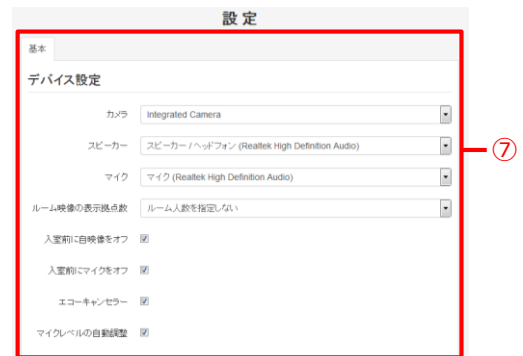 設定
基本
デバイス設定
カメラ Integrated Camera
スピーカー スピーカー / ヘッドフォン (Realtek High Definition Audio)
⑦
マイク マイク (Realtek High Definition Audio)
ルーム映像の表示拠点数 ルーム人数を指定しない
入室前に自映像をオフ
入室前にマイクをオフ
エコーキャンセラー
マイクレベルの自動調整